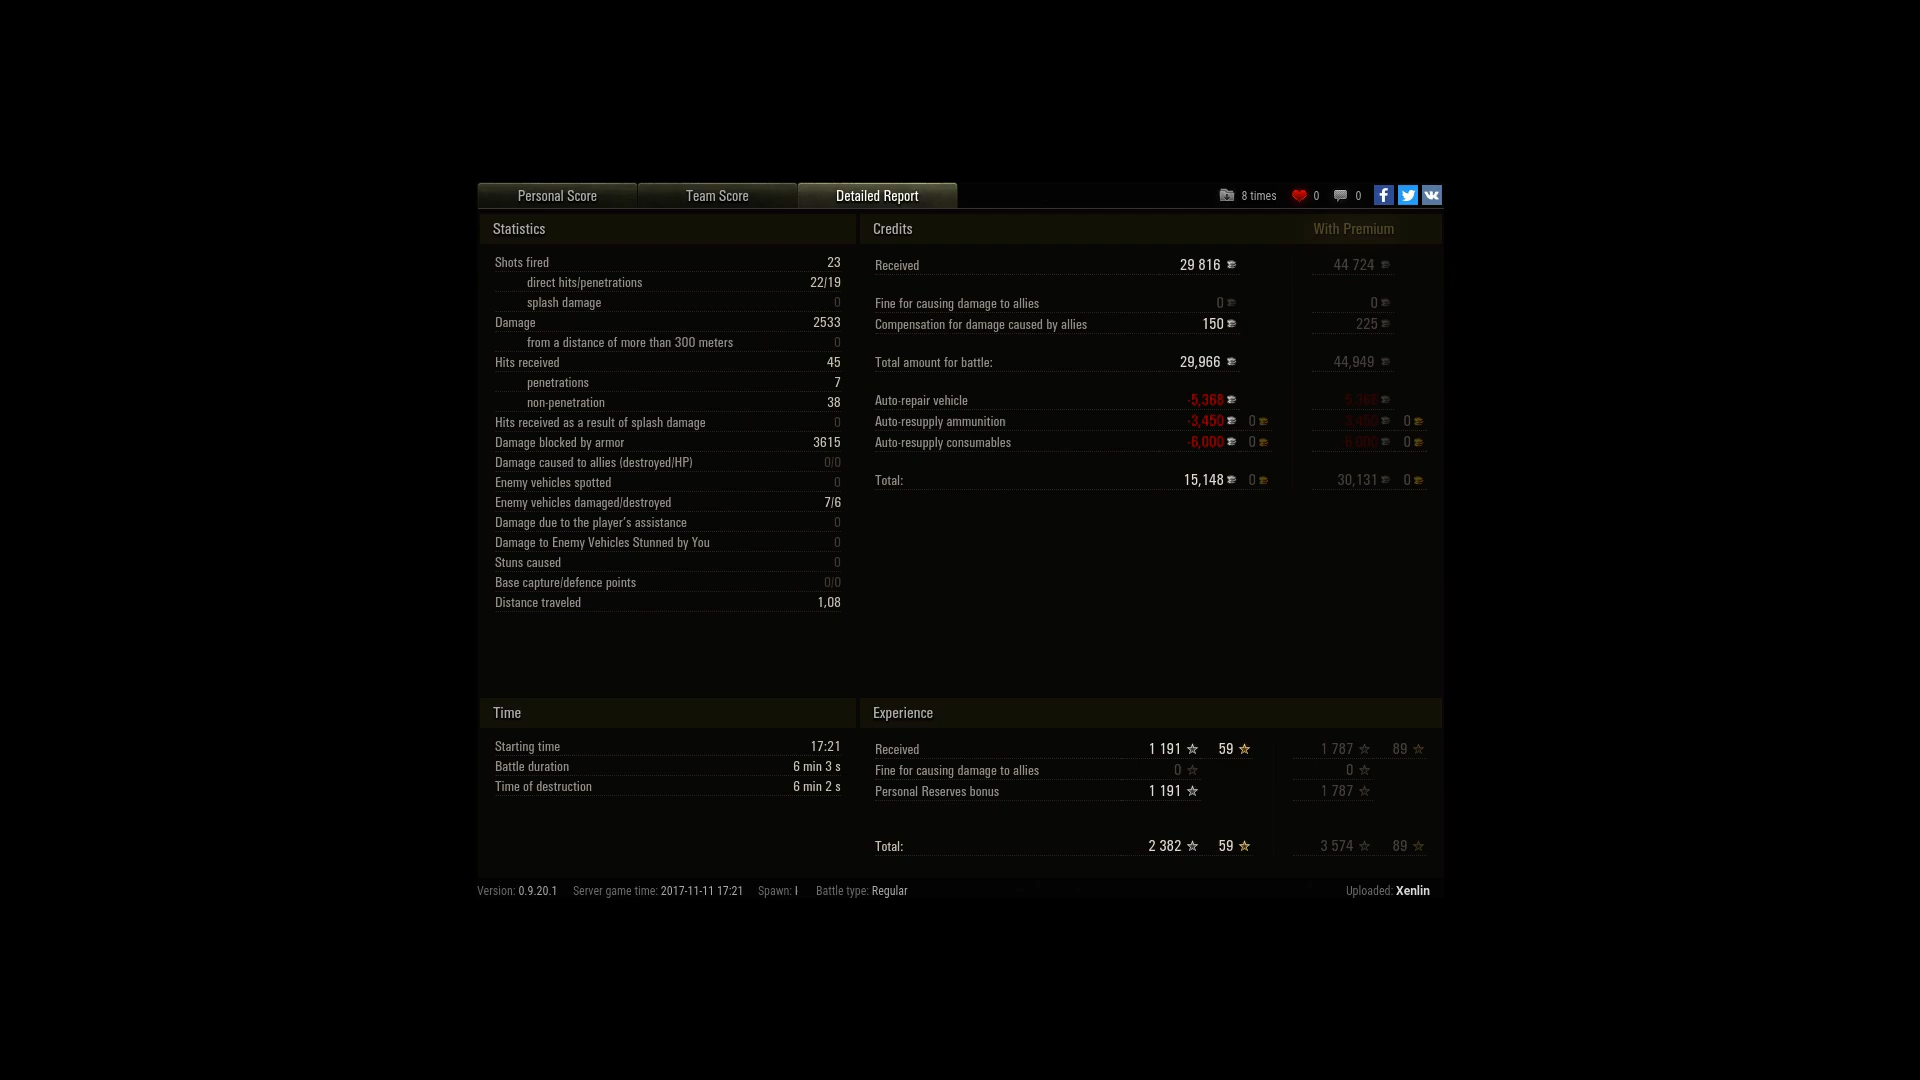 Personal Score Team Score Detailed Report 8 times 0 0
Statistics
Shots fired 23
direct hits/penetrations 22/19
splash damage 0
Damage 2533
from a distance of more than 300 meters 0
Hits received 45
penetrations 7
non-penetration 38
Hits received as a result of splash damage 0
Damage blocked by armor 3615
Damage caused to allies (destroyed/HP) 0/0
Enemy vehicles spotted 0
Enemy vehicles damaged/destroyed 7/6
Damage due to the player's assistance 0
Damage to Enemy Vehicles Stunned by You 0
Stuns caused 0
Base capture/defence points 0/0
Distance traveled 1,08
Credits With Premium
Received 29 816 44 724
Fine for causing damage to allies 0 0
Compensation for damage caused by allies 150 225
Total amount for battle: 29,966 44,949
Auto-repair vehicle -5,368 -5,368
Auto-resupply ammunition -3,450 0 -3,450 0
Auto-resupply consumables -6,000 0 -6,000 0
Total: 15,148 0 30,131 0
Time
Starting time 17:21
Battle duration 6 min 3 s
Time of destruction 6 min 2 s
Experience
Received 1 191 59 1 787 89
Fine for causing damage to allies 0 0
Personal Reserves bonus 1 191 1 787
Total: 2 382 59 3 574 89
Version: 0.9.20.1 Server game time: 2017-11-11 17:21 Spawn: I Battle type: Regular Uploaded: Xenlin